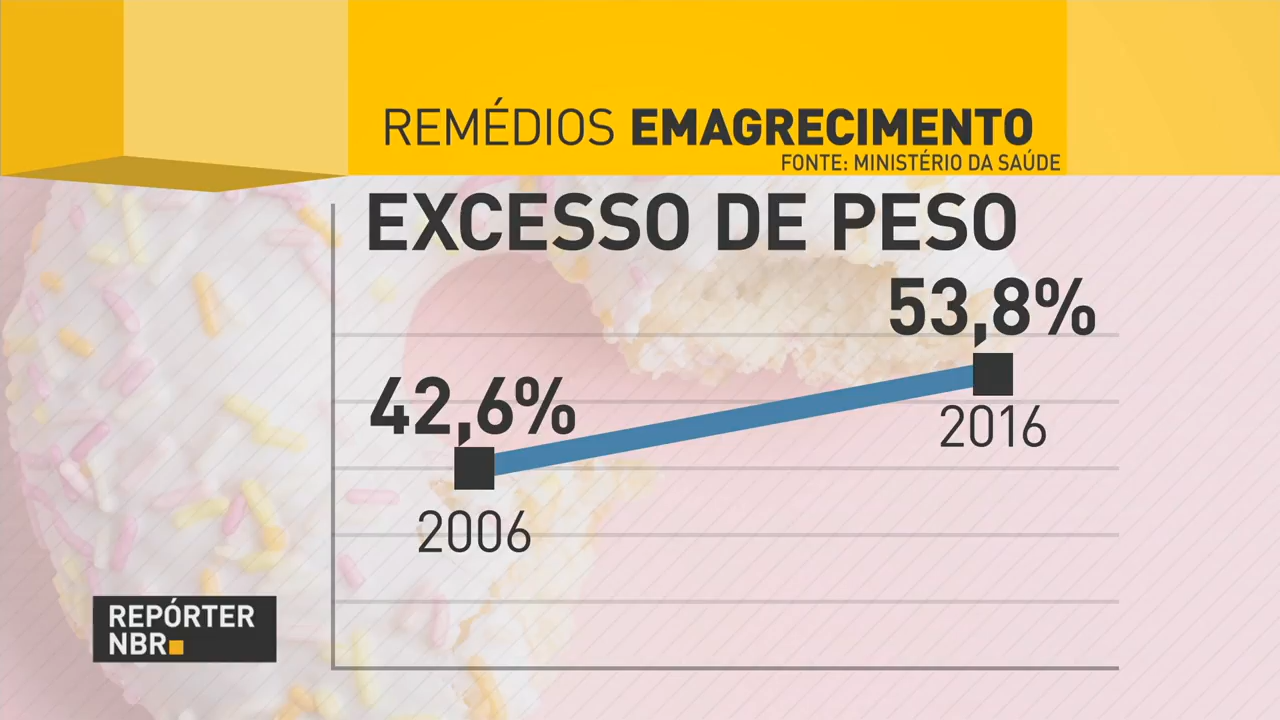 REMÉDIOS EMAGRECIMENTO
FONTE: MINISTÉRIO DA SAÚDE
EXCESSO DE PESO
53,8%
42,6%
2016
2006
REPÓRTER
NBR